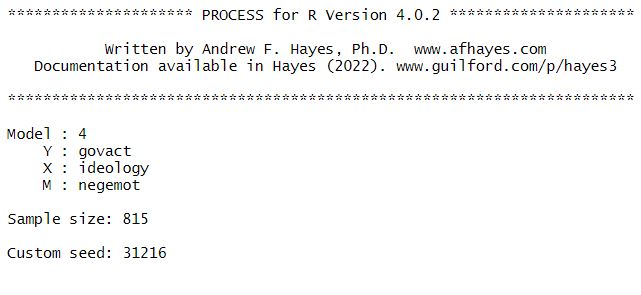 ********************* PROCESS for R Version 4.0.2 *********************
Written by Andrew F. Hayes, Ph.D. www.afhayes.com
Documentation available in Hayes (2022). www.guilford.com/p/hayes3
***********************************************************************
Model : 4
Y : govact
X : ideology
M : negemot
Sample size: 815
Custom seed: 31216